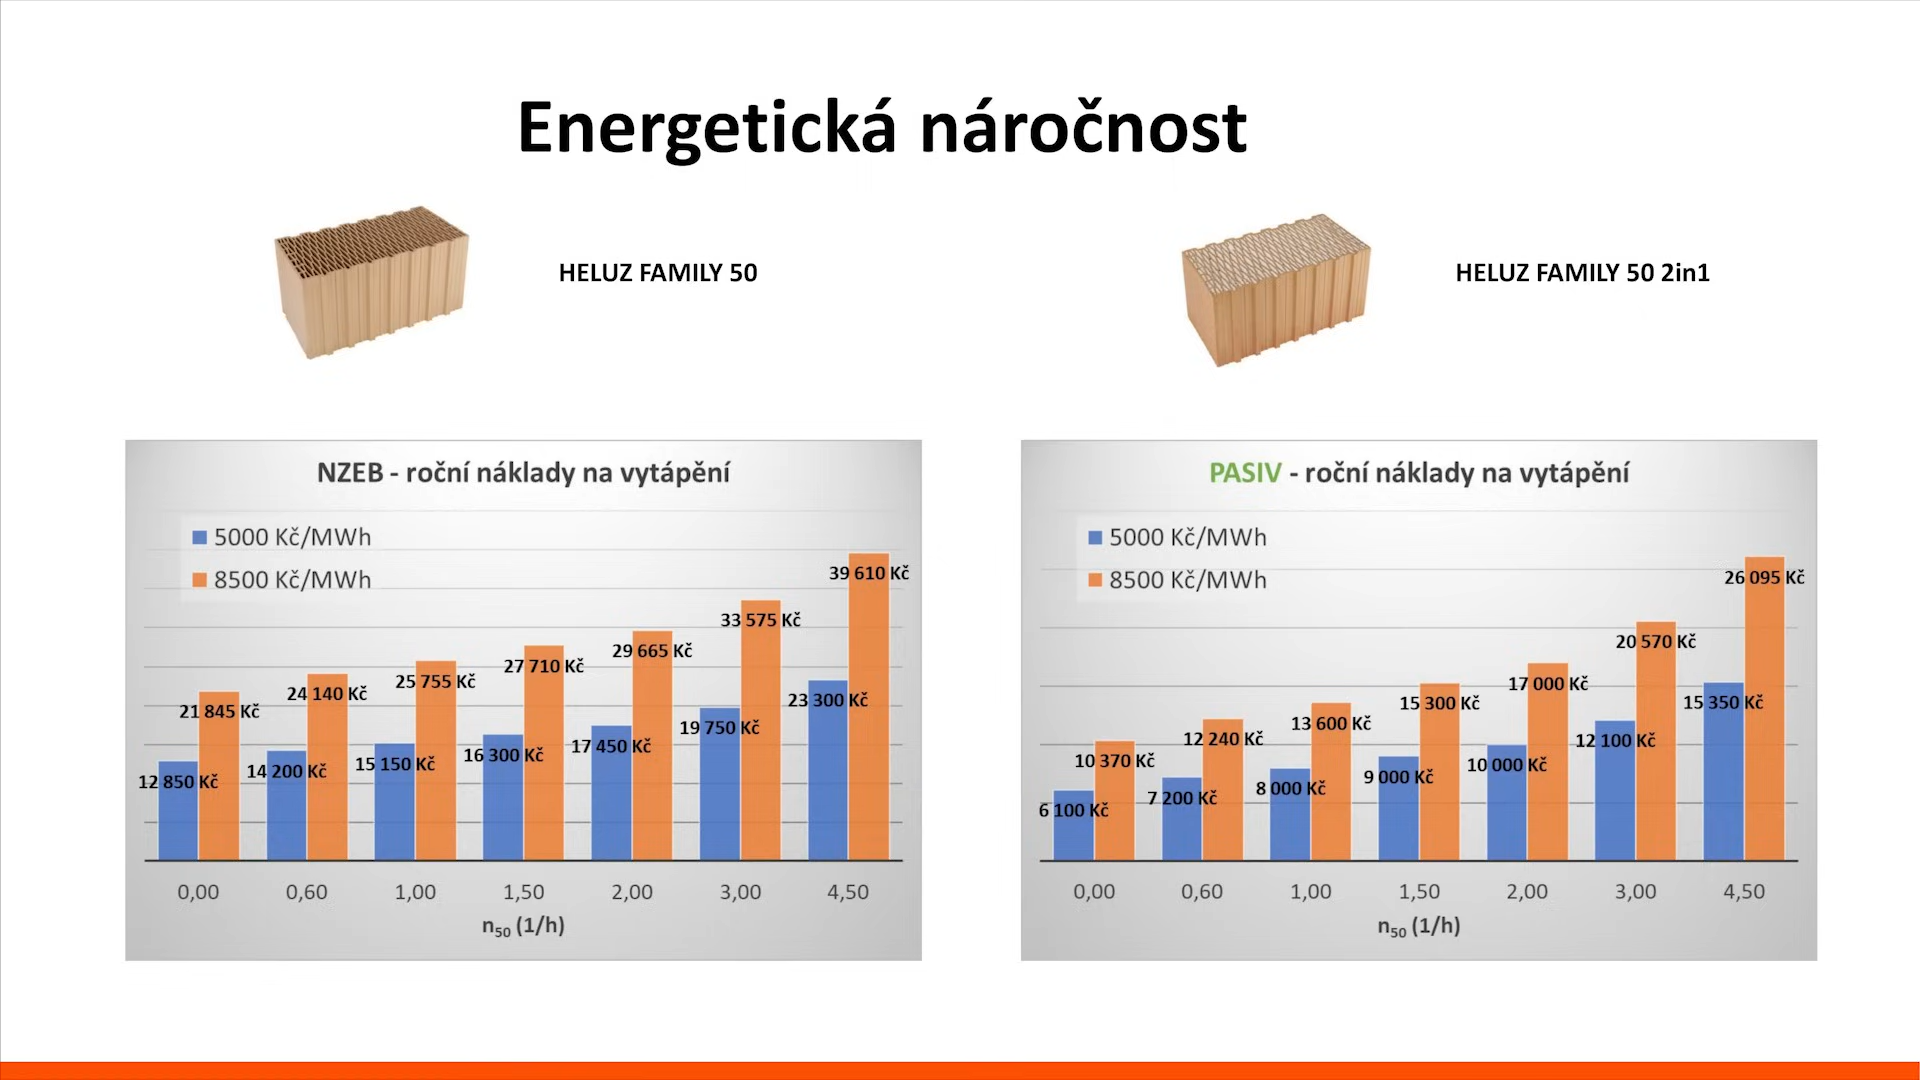 Energetická náročnost
HELUZ FAMILY 50
HELUZ FAMILY 50 2in1
NZEB - roční náklady na vytápění
5000 Kč/MWh
8500 Kč/MWh
12 850 Kč
21 845 Kč
14 200 Kč
24 140 Kč
15 150 Kč
25 755 Kč
16 300 Kč
27 710 Kč
17 450 Kč
29 665 Kč
19 750 Kč
33 575 Kč
23 300 Kč
39 610 Kč
0,00 0,60 1,00 1,50 2,00 3,00 4,50
n50 (1/h)
PASIV - roční náklady na vytápění
5000 Kč/MWh
8500 Kč/MWh
6 100 Kč
10 370 Kč
7 200 Kč
12 240 Kč
8 000 Kč
13 600 Kč
9 000 Kč
15 300 Kč
10 000 Kč
17 000 Kč
12 100 Kč
20 570 Kč
15 350 Kč
26 095 Kč
0,00 0,60 1,00 1,50 2,00 3,00 4,50
n50 (1/h)